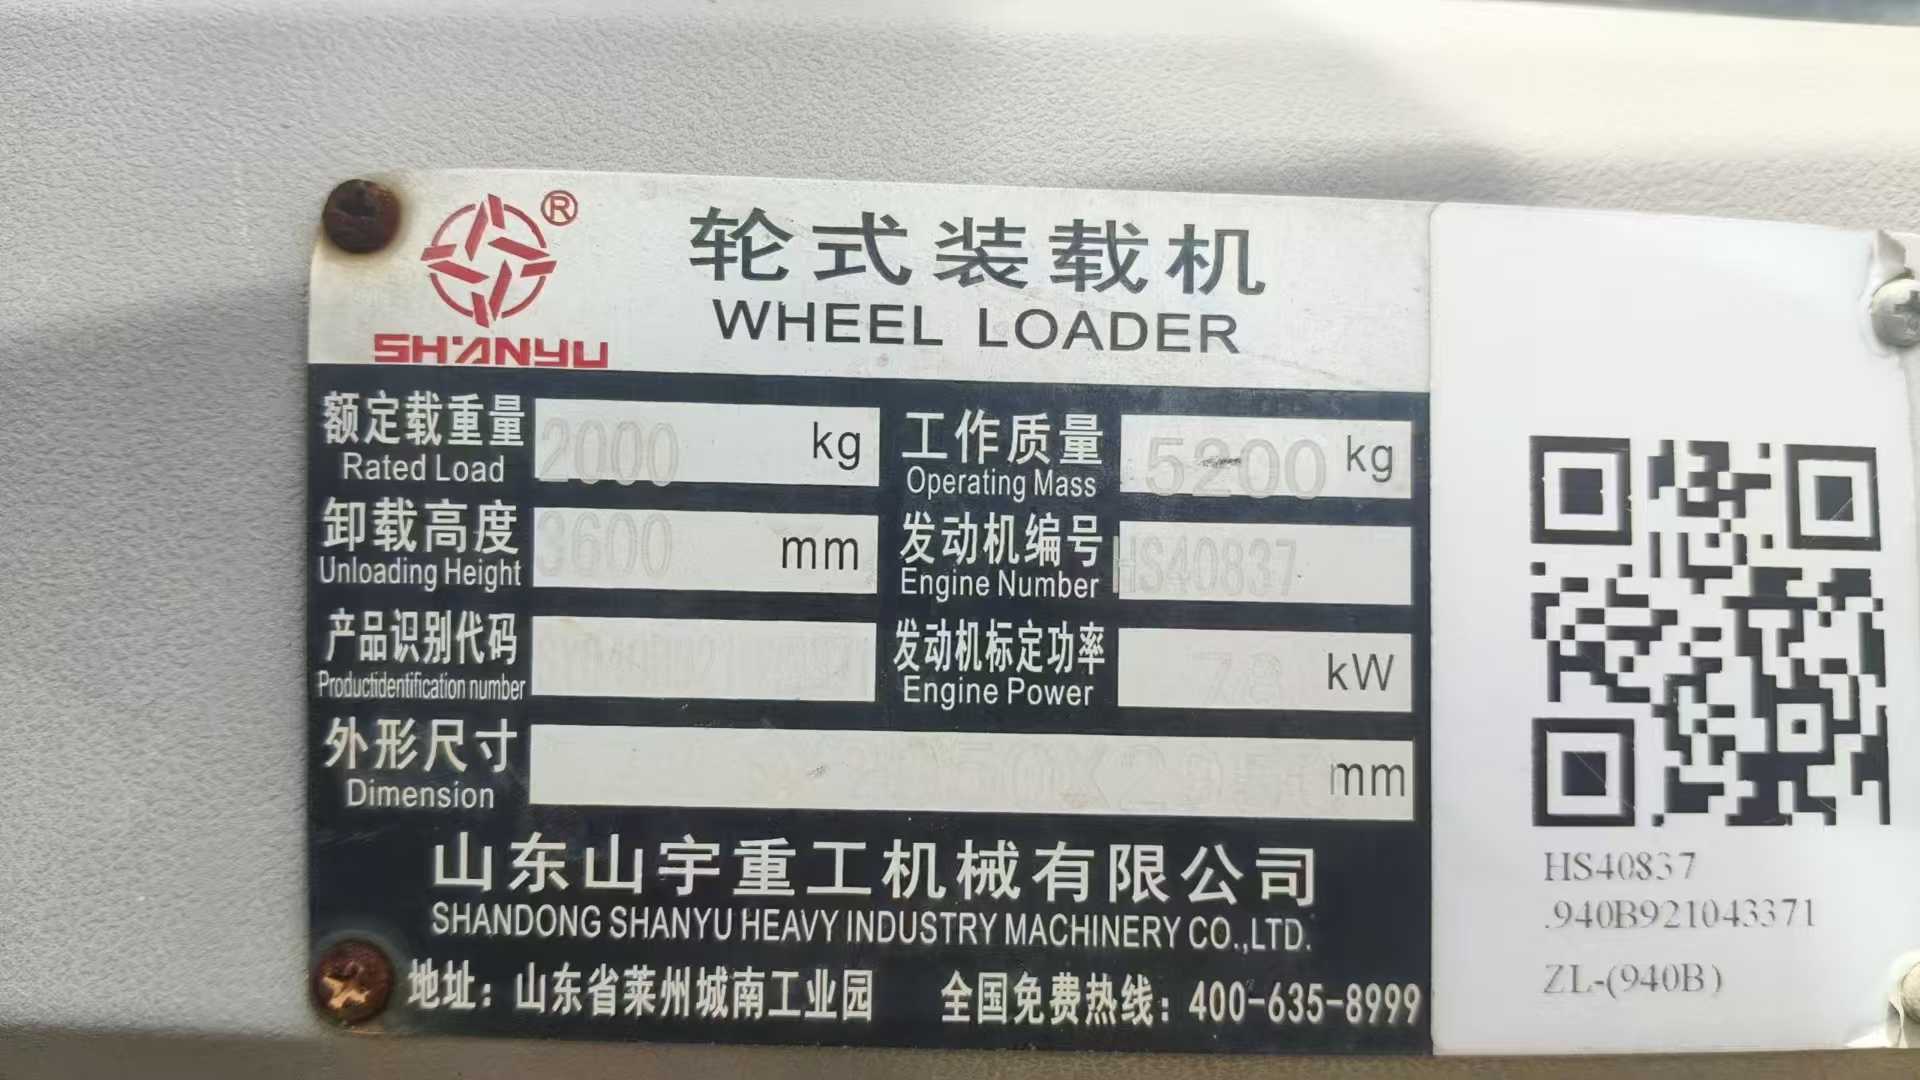 ®
SHANYU
轮式装载机
WHEEL LOADER
额定载重量 2000 kg
Rated Load
工作质量 5200 kg
Operating Mass
卸载高度 3600 mm
Unloading Height
发动机编号 HS40837
Engine Number
产品识别代码
Productidentification number
发动机标定功率 78 kW
Engine Power
外形尺寸 mm
Dimension
山东山宇重工机械有限公司
SHANDONG SHANYU HEAVY INDUSTRY MACHINERY CO.,LTD.
地址：山东省莱州城南工业园 全国免费热线：400-635-8999
HS40837
.940B921043371
ZL-(940B)